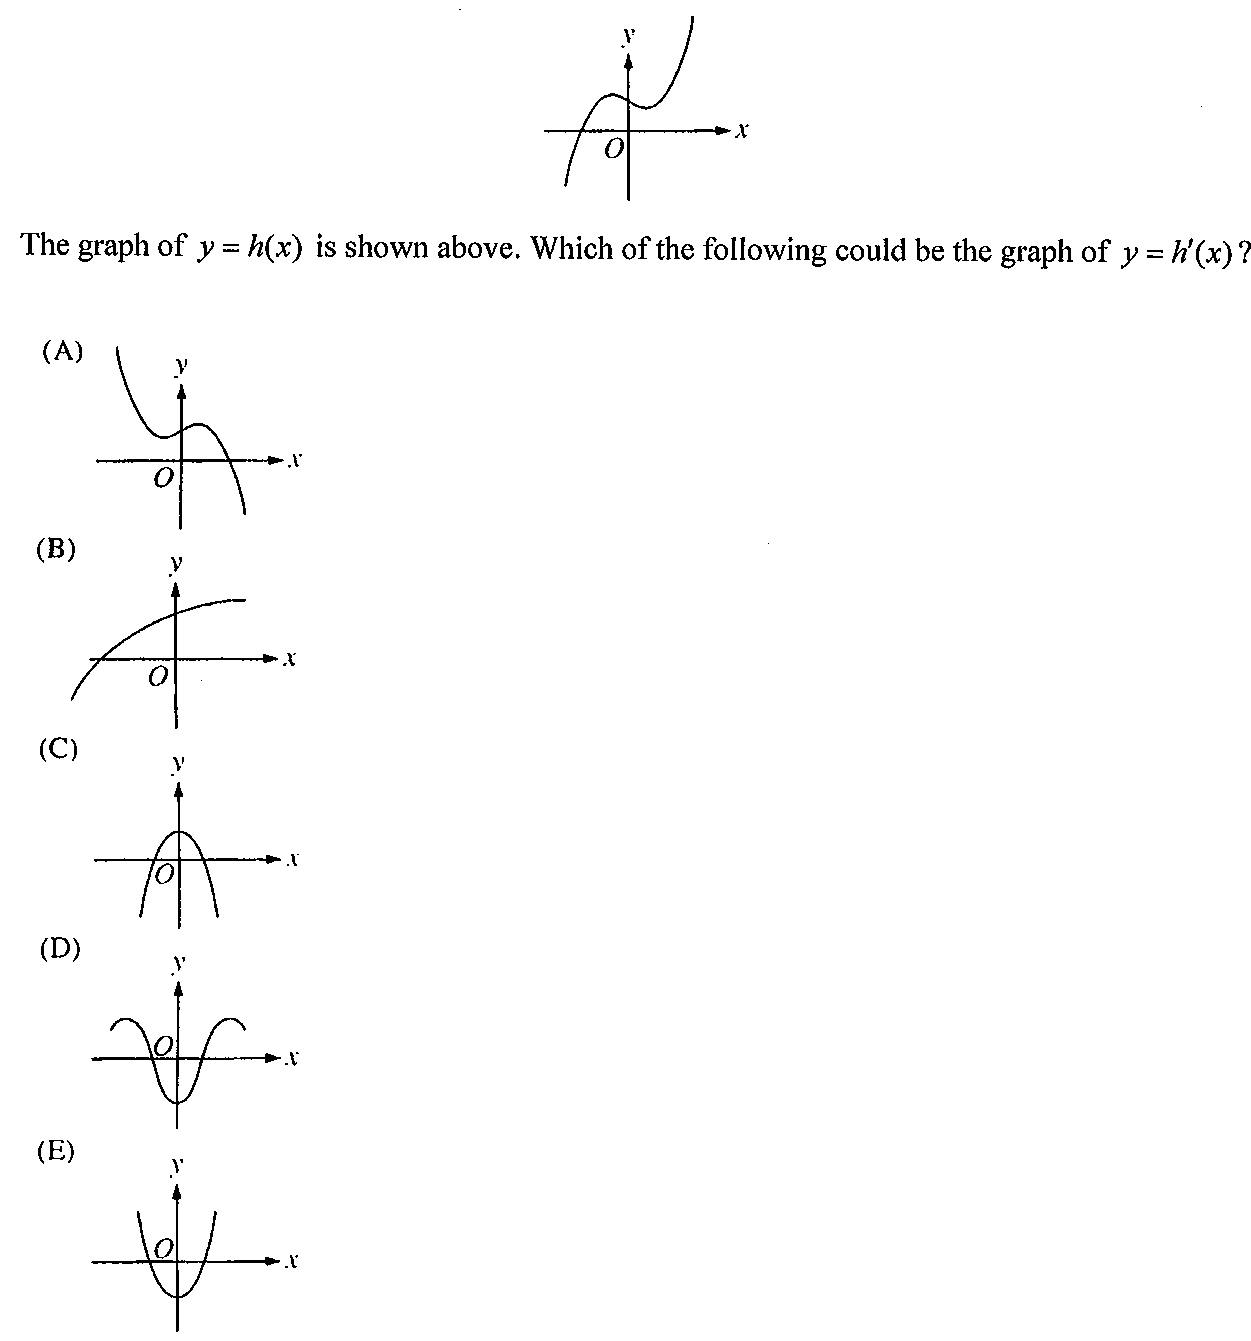 y
x
O
The graph of y = h(x) is shown above. Which of the following could be the graph of y = h′(x)?
(A)
y
x
O
(B)
y
x
O
(C)
y
x
O
(D)
y
O
x
(E)
y
O
x